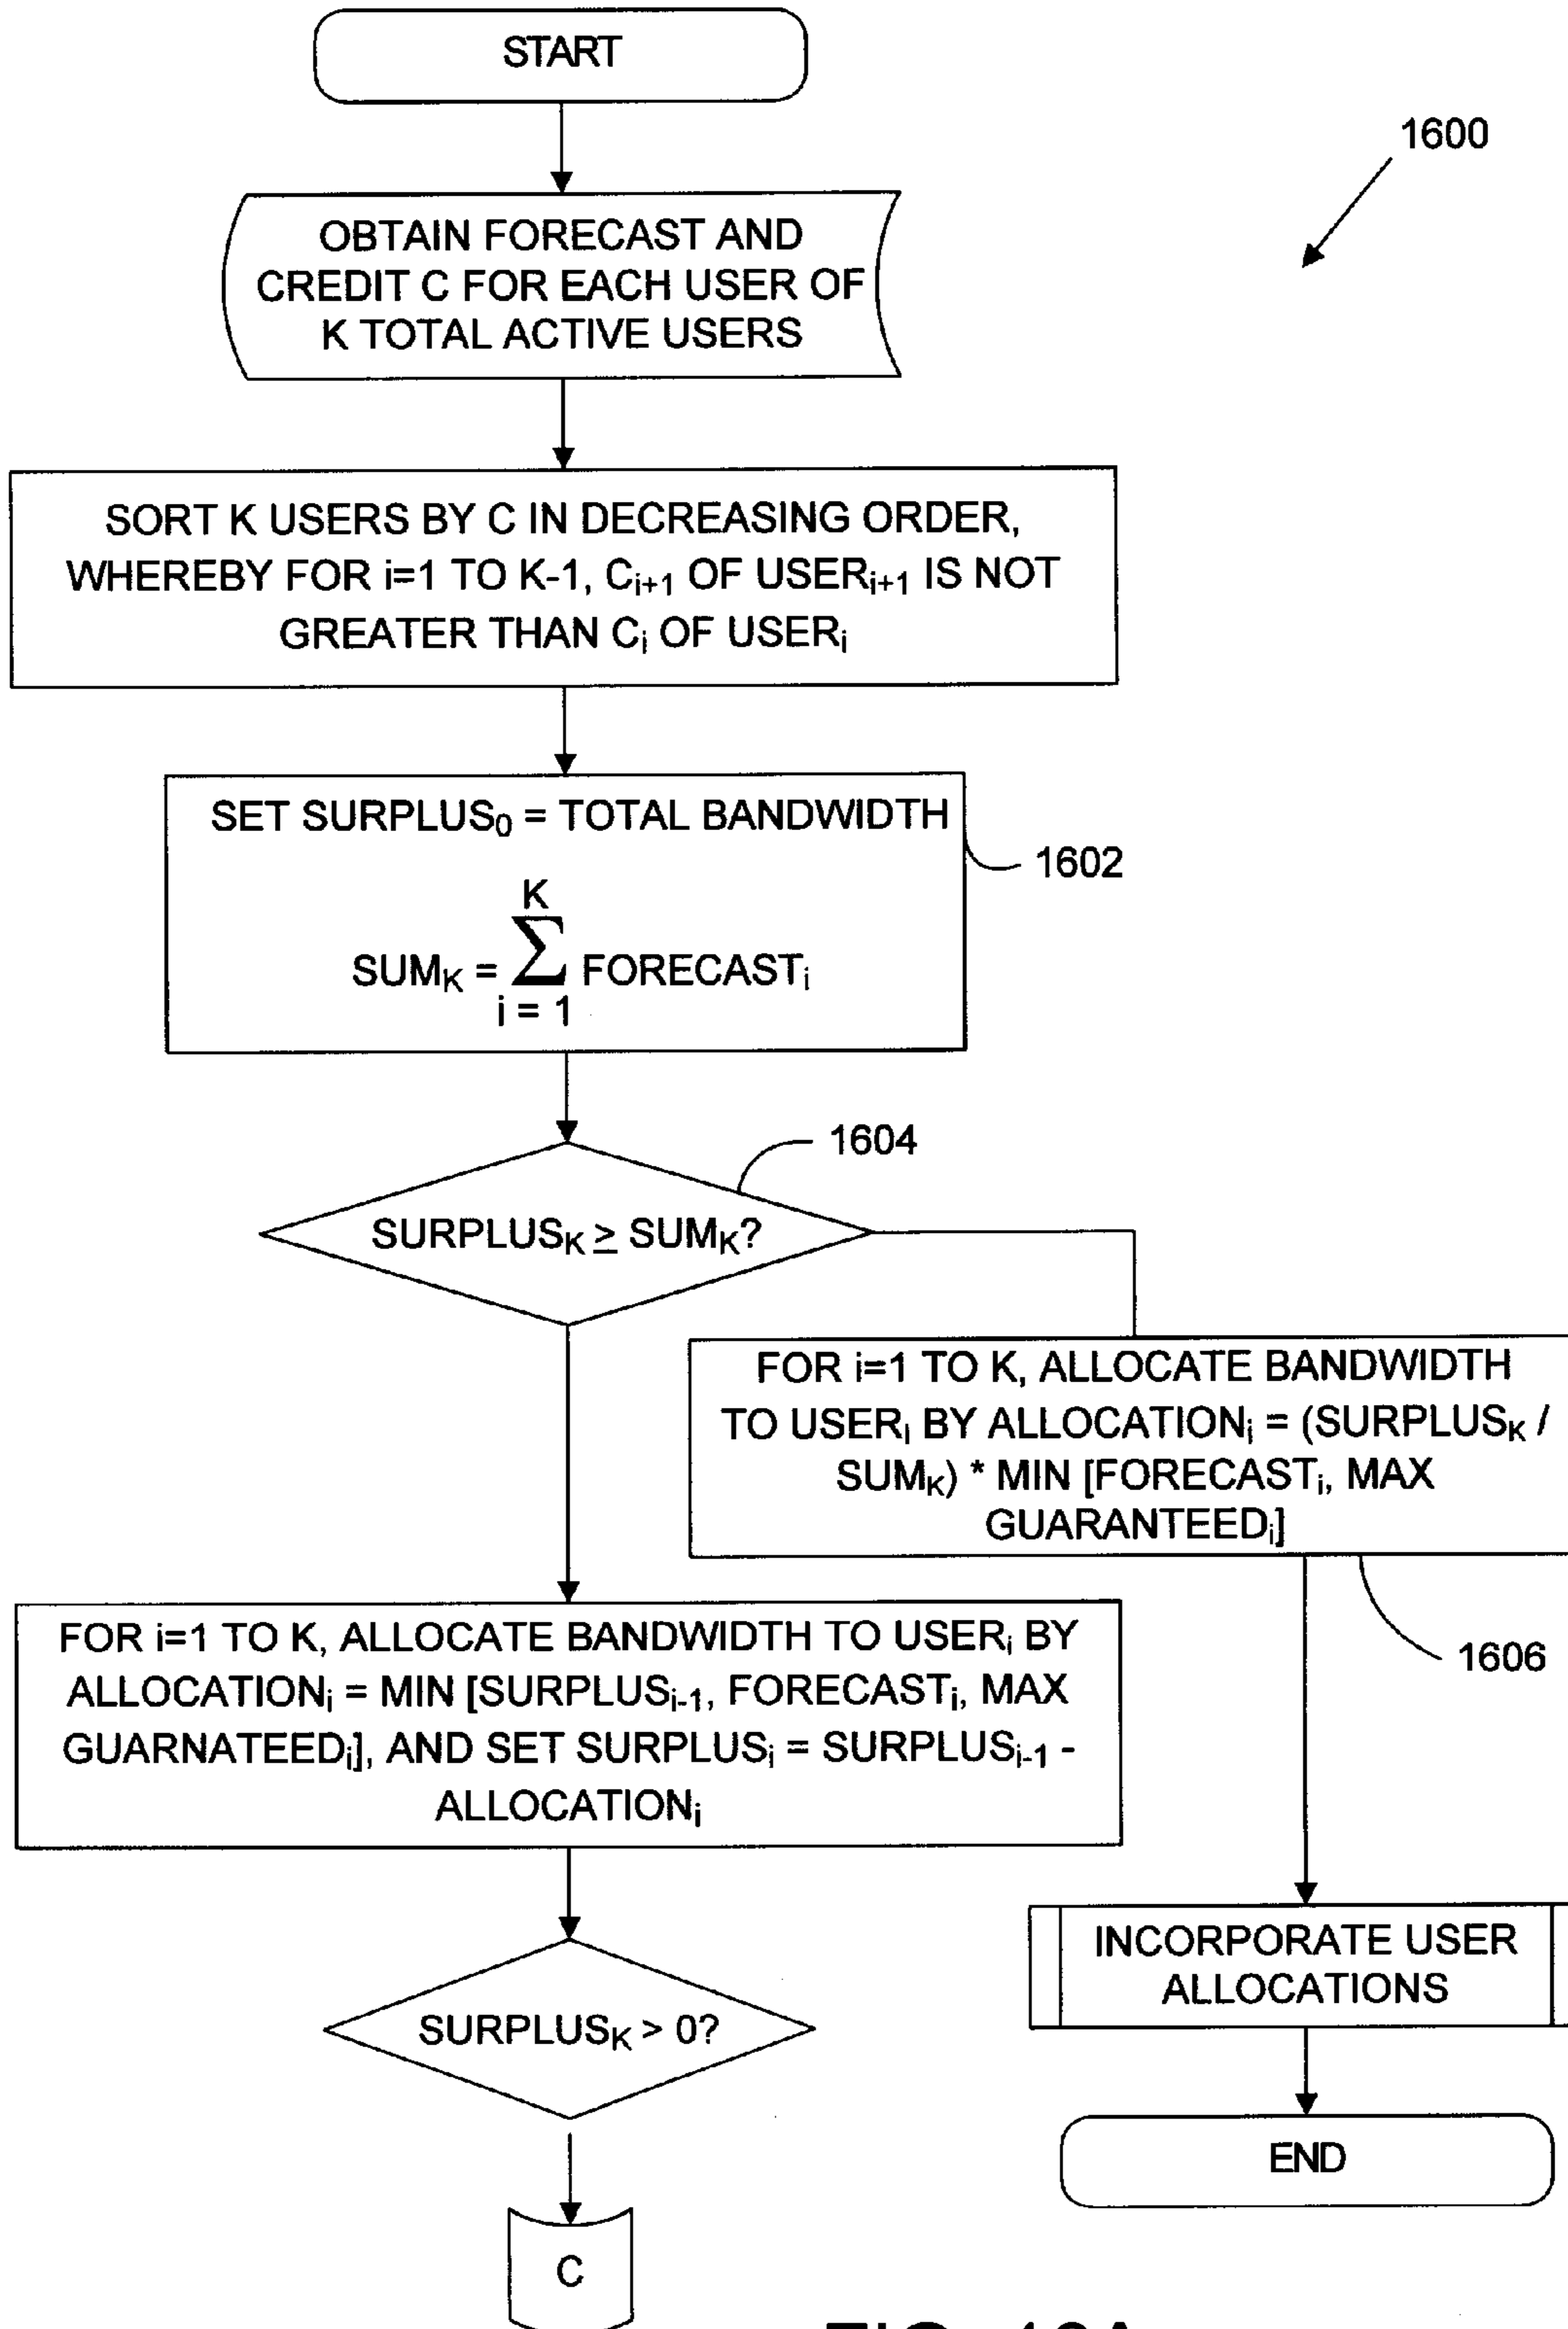 START
1600
OBTAIN FORECAST AND
CREDIT C FOR EACH USER OF
K TOTAL ACTIVE USERS
SORT K USERS BY C IN DECREASING ORDER,
WHEREBY FOR i=1 TO K-1, Ci+1 OF USERi+1 IS NOT
GREATER THAN Ci OF USERi
SET SURPLUS0 = TOTAL BANDWIDTH
1602
K
SUMK = ∑ FORECASTi
i = 1
1604
SURPLUSK ≥ SUMK?
FOR i=1 TO K, ALLOCATE BANDWIDTH
TO USERi BY ALLOCATIONi = (SURPLUSK /
SUMK) * MIN [FORECASTi, MAX
GUARANTEEDi]
1606
FOR i=1 TO K, ALLOCATE BANDWIDTH TO USERi BY
ALLOCATIONi = MIN [SURPLUSi-1, FORECASTi, MAX
GUARNATEEDi], AND SET SURPLUSi = SURPLUSi-1 -
ALLOCATIONi
INCORPORATE USER
ALLOCATIONS
SURPLUSK > 0?
END
C